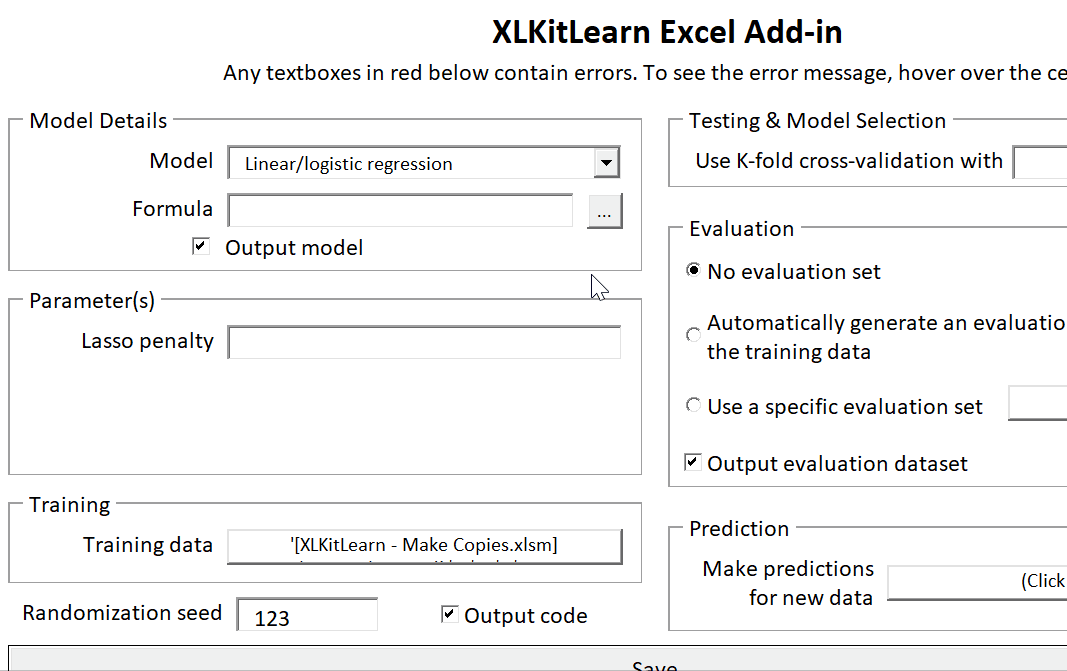 XLKitLearn Excel Add-in
Any textboxes in red below contain errors. To see the error message, hover over the
Model Details
Model
Linear/logistic regression
Formula
...
Output model
Parameter(s)
Lasso penalty
Training
Training data
'[XLKitLearn - Make Copies.xlsm]
Randomization seed
123
Output code
Testing & Model Selection
Use K-fold cross-validation with
Evaluation
No evaluation set
Automatically generate an
the training data
Use a specific evaluation set
Output evaluation dataset
Prediction
Make predictions
for new data
(Click
Save